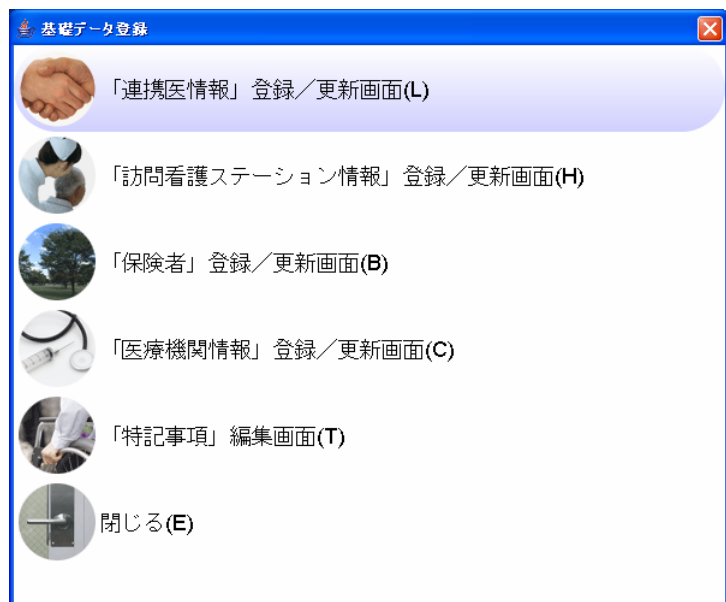 基礎データ登録
「連携医情報」登録／更新画面(L)
「訪問看護ステーション情報」登録／更新画面(H)
「保険者」登録／更新画面(B)
「医療機関情報」登録／更新画面(C)
「特記事項」編集画面(T)
閉じる(E)